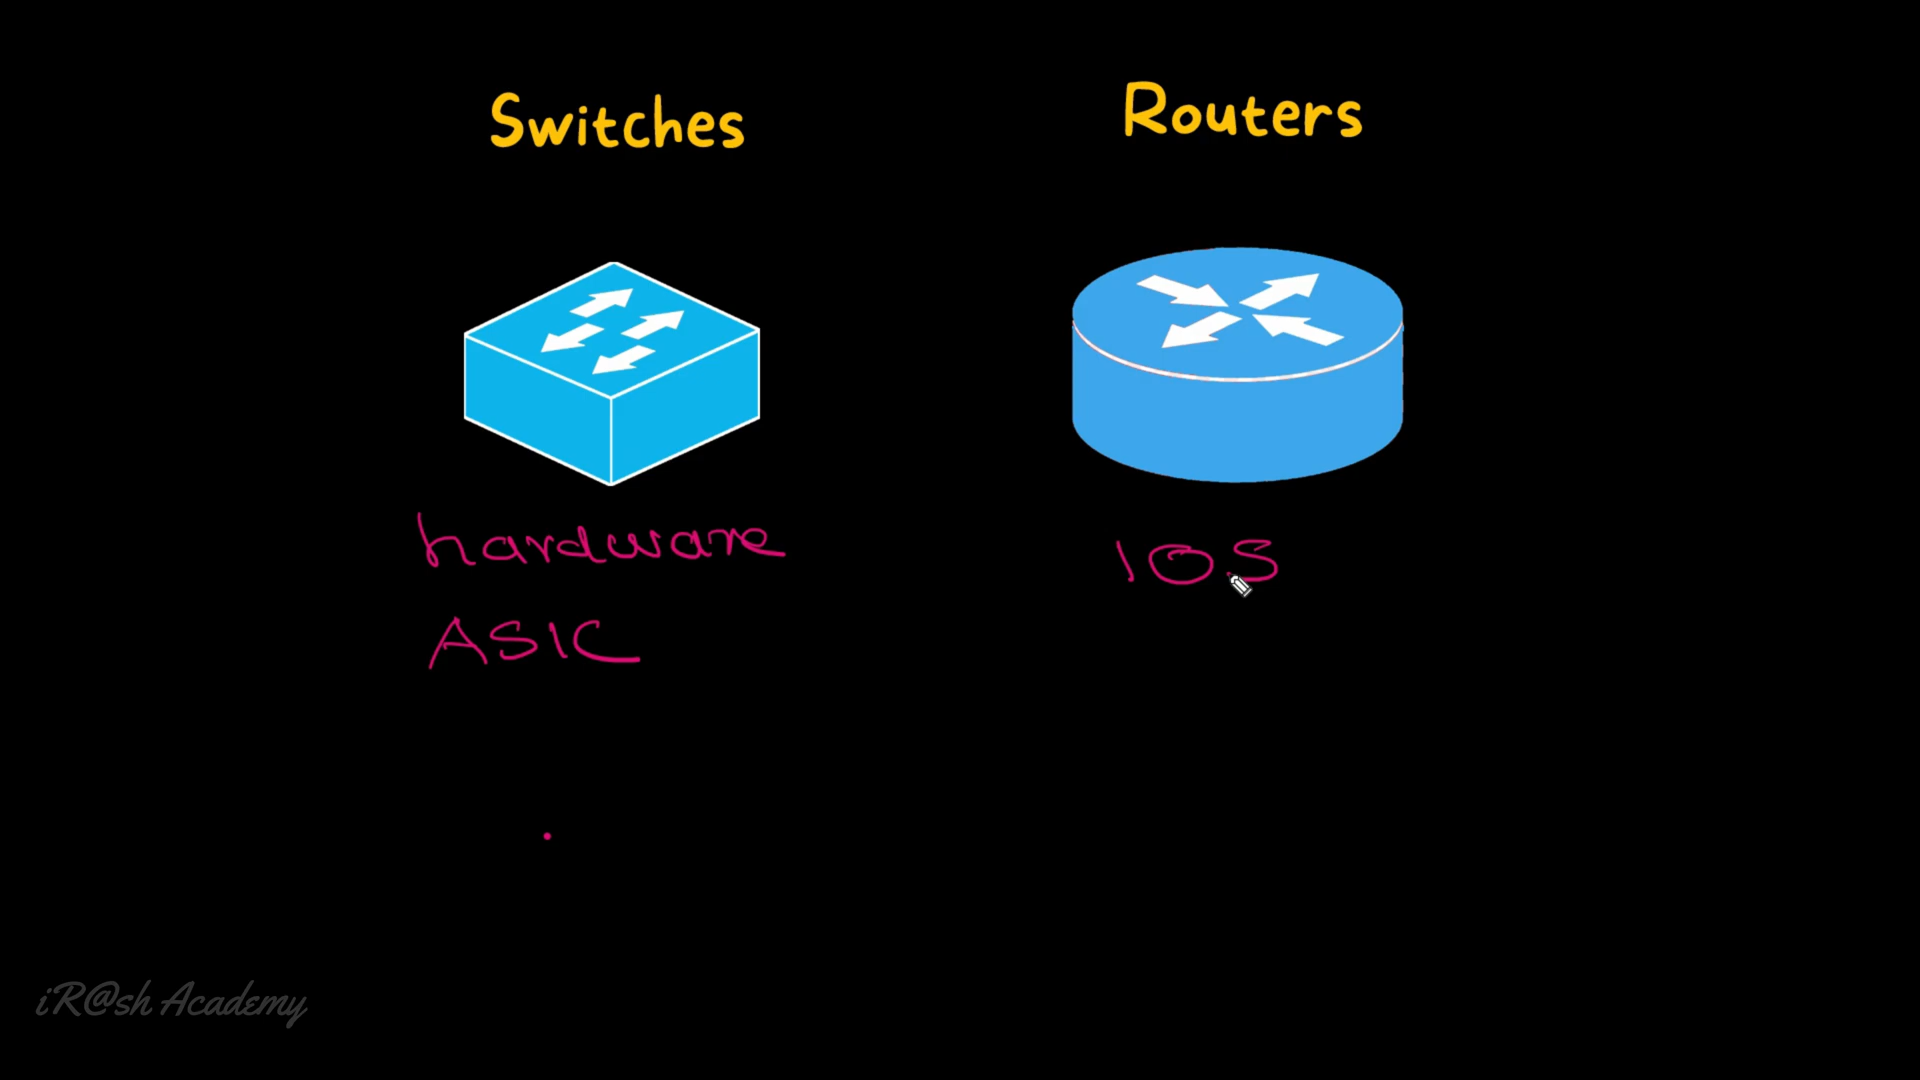 Switches
Routers
hardware
IOS
ASIC
iR@sh Academy